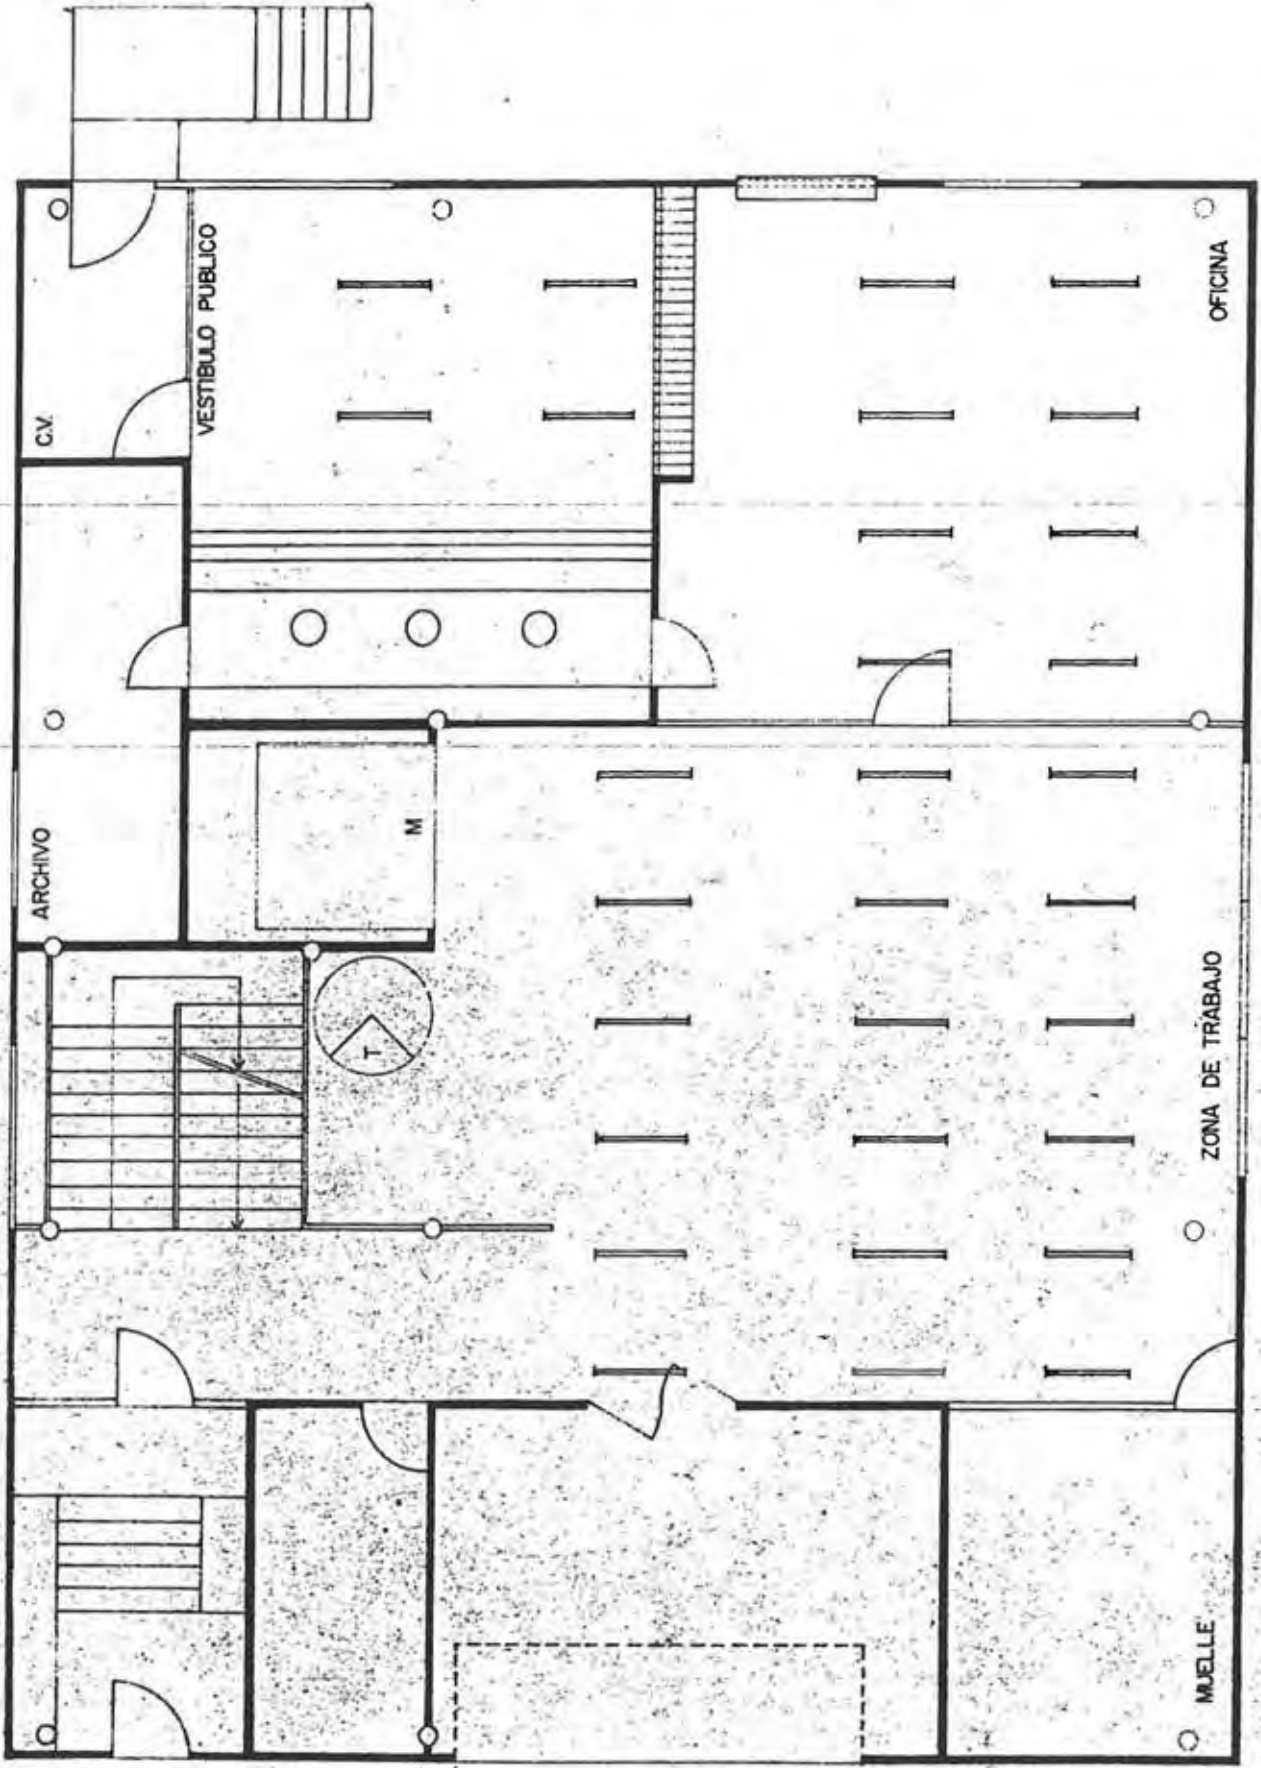 C.V.
VESTIBULO PUBLICO
OFICINA
ARCHIVO
M
T
ZONA DE TRABAJO
MUELLE